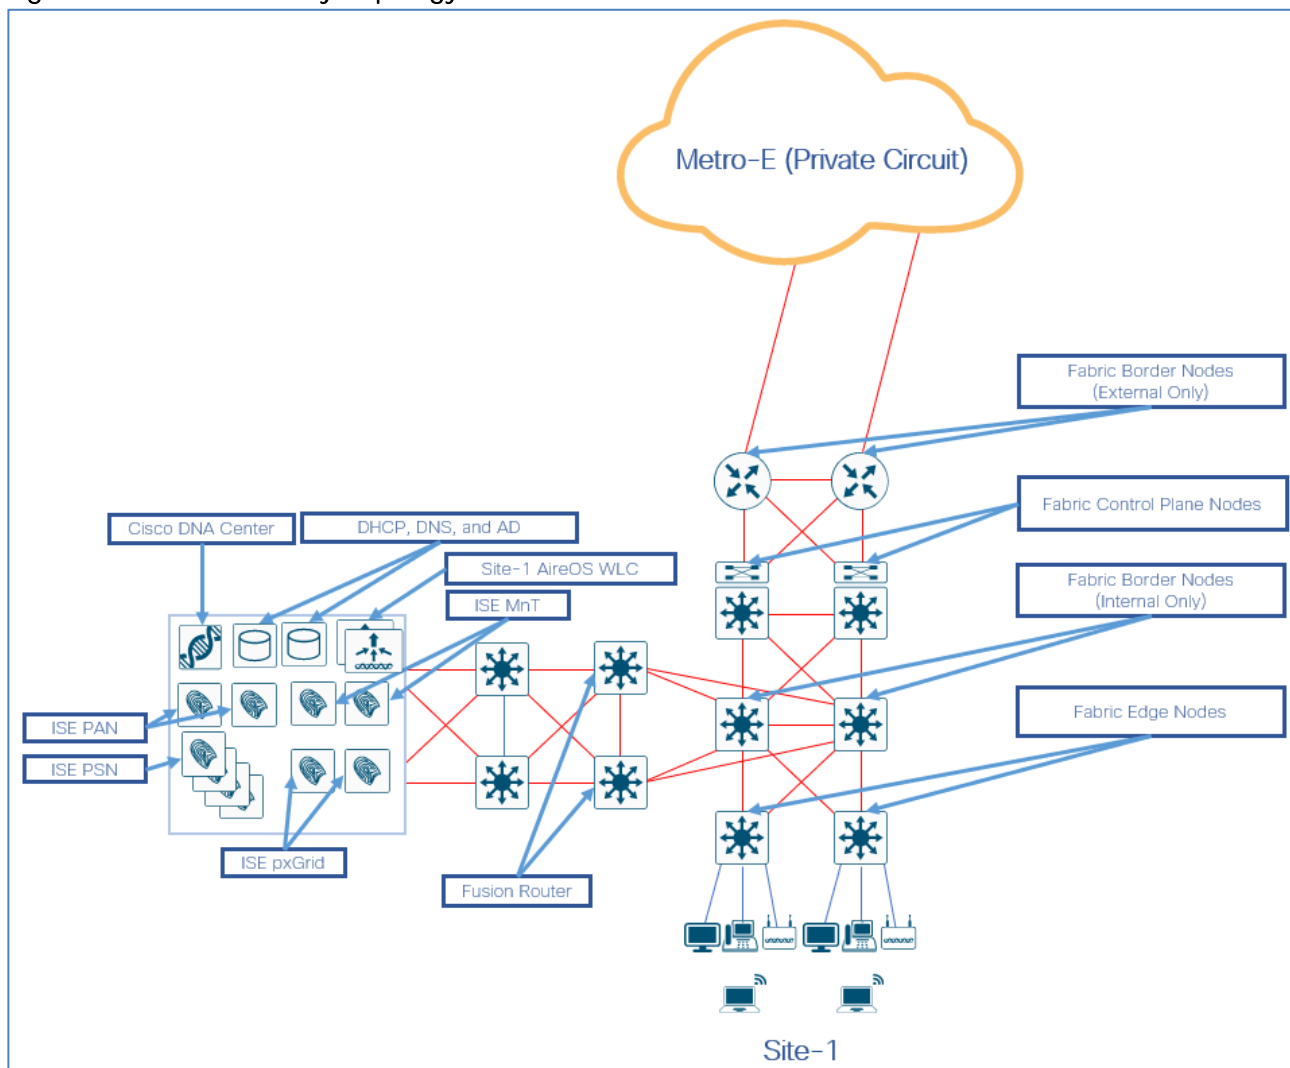 Metro-E (Private Circuit)
Fabric Border Nodes
(External Only)
Fabric Control Plane Nodes
Cisco DNA Center
DHCP, DNS, and AD
Site-1 AireOS WLC
ISE MnT
Fabric Border Nodes
(Internal Only)
Fabric Edge Nodes
ISE PAN
ISE PSN
ISE pxGrid
Fusion Router
Site-1